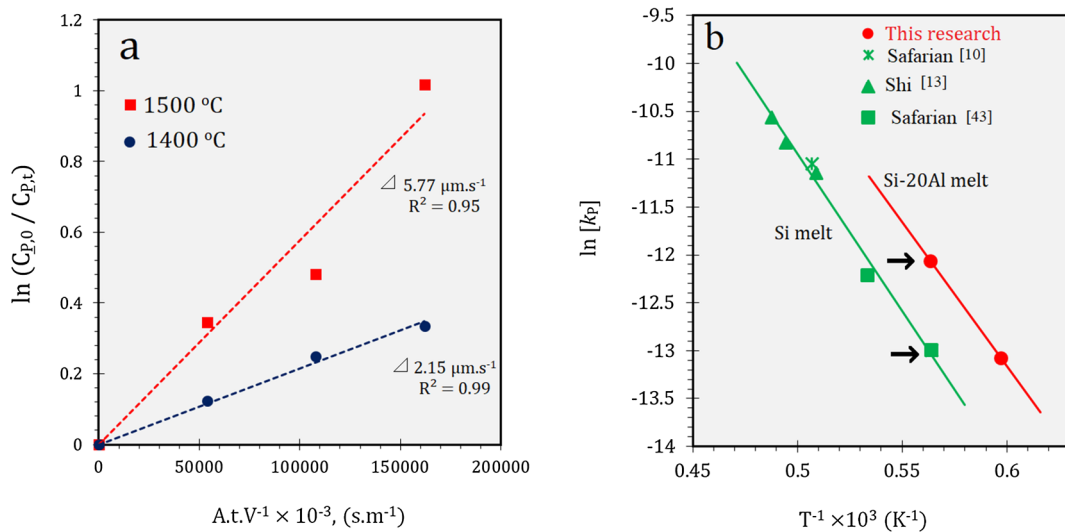 a
1.2
1
0.8
0.6
0.4
0.2
0
ln (C_P,0 / C_P,t)
1500 ºC
1400 ºC
5.77 μm.s⁻¹
R² = 0.95
2.15 μm.s⁻¹
R² = 0.99
0 50000 100000 150000 200000
A.t.V⁻¹ × 10⁻³, (s.m⁻¹)
b
-9.5
-10
-10.5
-11
-11.5
-12
-12.5
-13
-13.5
-14
ln [kP]
This research
Safarian [10]
Shi [13]
Safarian [43]
Si-20Al melt
Si melt
0.45 0.5 0.55 0.6
T⁻¹ ×10³ (K⁻¹)